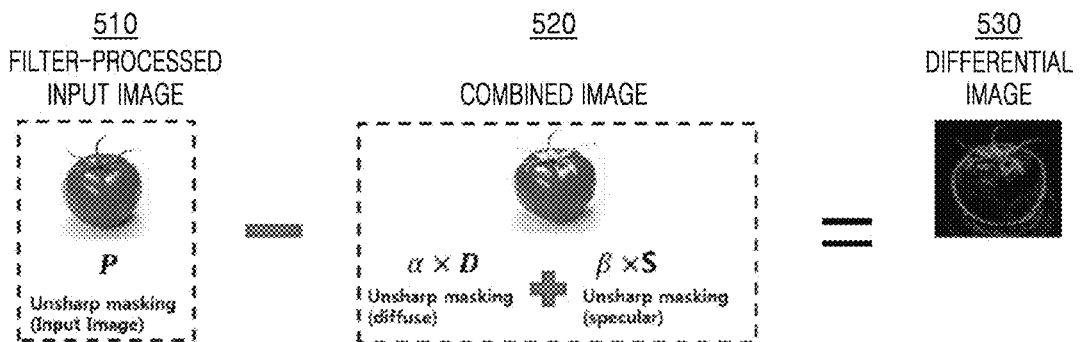 510
FILTER-PROCESSED
INPUT IMAGE
P
Unsharp masking
(Input Image)
520
COMBINED IMAGE
α × D
Unsharp masking
(diffuse)
β × S
Unsharp masking
(specular)
530
DIFFERENTIAL
IMAGE